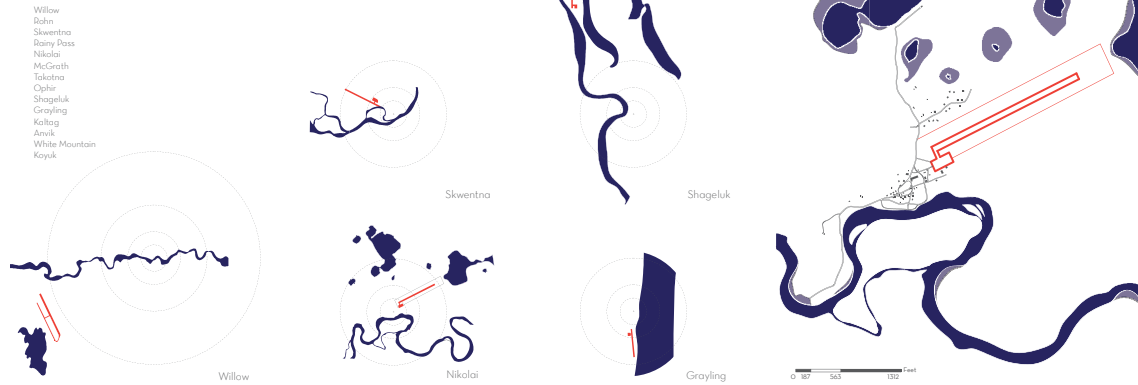 Willow
Rohn
Skwentna
Rainy Pass
Nikolai
McGrath
Takotna
Ophir
Shageluk
Grayling
Kaltag
Anvik
White Mountain
Koyuk
Skwentna
Shageluk
Willow
Nikolai
Grayling
Feet
0 187 563 1312